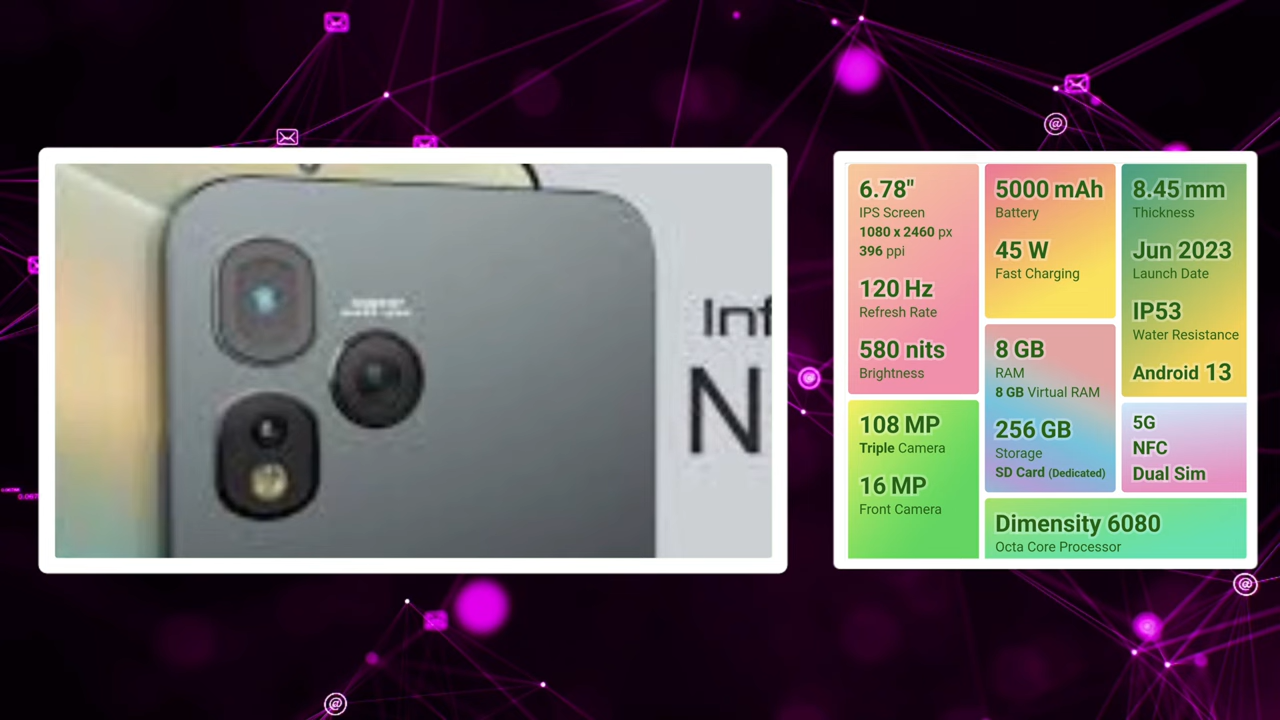 Inf
N
6.78"
IPS Screen
1080 x 2460 px
396 ppi
120 Hz
Refresh Rate
580 nits
Brightness
108 MP
Triple Camera
16 MP
Front Camera
5000 mAh
Battery
45 W
Fast Charging
8 GB
RAM
8 GB Virtual RAM
256 GB
Storage
SD Card (Dedicated)
8.45 mm
Thickness
Jun 2023
Launch Date
IP53
Water Resistance
Android 13
5G
NFC
Dual Sim
Dimensity 6080
Octa Core Processor
@
@
@
@